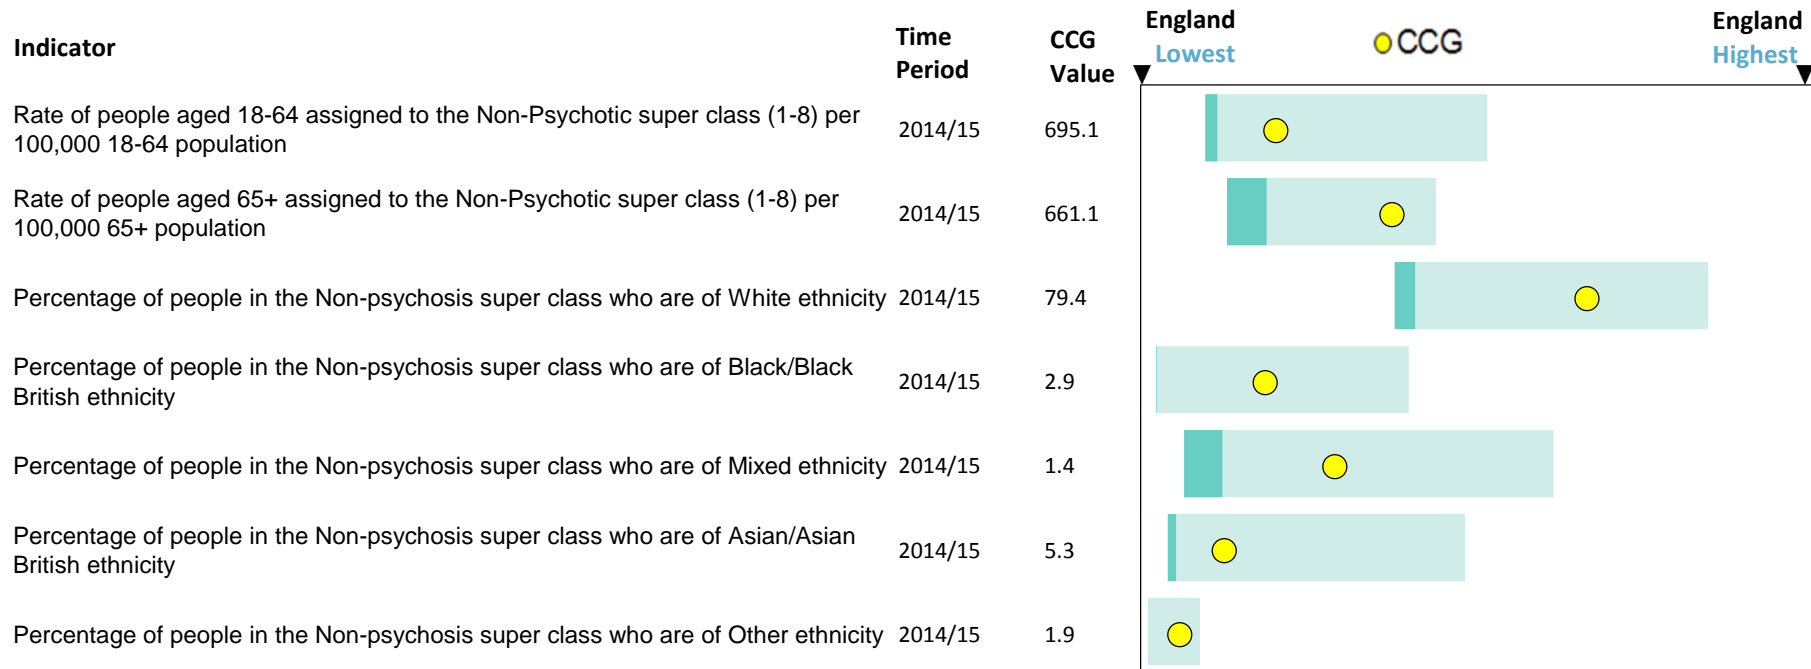 Indicator
Time
Period
CCG
Value
England
Lowest
CCG
England
Highest
Rate of people aged 18-64 assigned to the Non-Psychotic super class (1-8) per
100,000 18-64 population
2014/15
695.1
Rate of people aged 65+ assigned to the Non-Psychotic super class (1-8) per
100,000 65+ population
2014/15
661.1
Percentage of people in the Non-psychosis super class who are of White ethnicity
2014/15
79.4
Percentage of people in the Non-psychosis super class who are of Black/Black
British ethnicity
2014/15
2.9
Percentage of people in the Non-psychosis super class who are of Mixed ethnicity
2014/15
1.4
Percentage of people in the Non-psychosis super class who are of Asian/Asian
British ethnicity
2014/15
5.3
Percentage of people in the Non-psychosis super class who are of Other ethnicity
2014/15
1.9